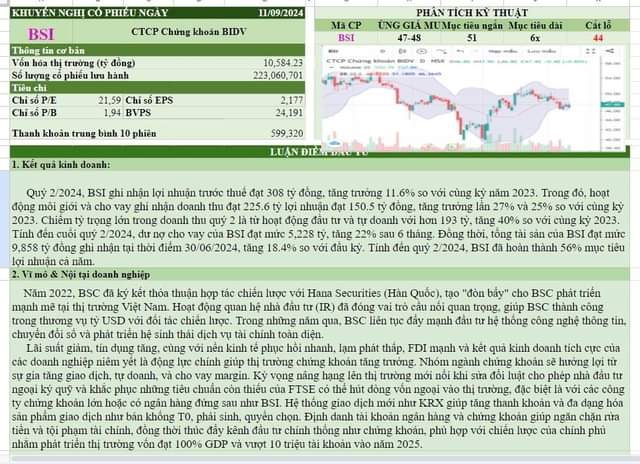 KHUYẾN NGHỊ CỔ PHIẾU NGÀY 11/09/2024
BSI CTCP Chứng khoán BIDV
Thông tin cơ bản
Vốn hóa thị trường (tỷ đồng) 10,584.23
Số lượng cổ phiếu lưu hành 223,060,701
Tiêu chí
Chỉ số P/E 21,59 Chỉ số EPS 2,177
Chỉ số P/B 1,94 BVPS 24,191
Thanh khoản trung bình 10 phiên 599,320
PHÂN TÍCH KỸ THUẬT
Mã CP ÙNG GIÁ MU Mục tiêu ngắn Mục tiêu dài Cắt lỗ
BSI 47-48 51 6x 44
CTCP Chứng khoán BIDV
LUẬN ĐIỂM ĐẦU TƯ
1. Kết quả kinh doanh:
Quý 2/2024, BSI ghi nhận lợi nhuận trước thuế đạt 308 tỷ đồng, tăng trưởng 11.6% so với cùng kỳ năm 2023. Trong đó, hoạt
động môi giới và cho vay ghi nhận doanh thu đạt 225.6 tỷ lợi nhuận đạt 150.5 tỷ đồng, tăng trưởng lần 27% và 25% so với cùng kỳ
2023. Chiếm tỷ trọng lớn trong doanh thu quý 2 là từ hoạt động đầu tư và tự doanh với hơn 193 tỷ, tăng 40% so với cùng kỳ 2023.
Tính đến cuối quý 2/2024, dư nợ cho vay của BSI đạt mức 5,228 tỷ, tăng 22% sau 6 tháng. Đồng thời, tổng tài sản của BSI đạt mức
9,858 tỷ đồng ghi nhận tại thời điểm 30/06/2024, tăng 18.4% so với đầu kỳ. Tính đến quý 2/2024, BSI đã hoàn thành 56% mục tiêu
lợi nhuận cả năm.
2. Vĩ mô & Nội tại doanh nghiệp
Năm 2022, BSC đã ký kết thỏa thuận hợp tác chiến lược với Hana Securities (Hàn Quốc), tạo "đòn bẩy" cho BSC phát triển
mạnh mẽ tại thị trường Việt Nam. Hoạt động quan hệ nhà đầu tư (IR) đã đóng vai trò cầu nối quan trọng, giúp BSC thành công
trong thương vụ tỷ USD với đối tác chiến lược. Trong những năm qua, BSC liên tục đẩy mạnh đầu tư hệ thống công nghệ thông tin,
chuyển đổi số và phát triển hệ sinh thái dịch vụ tài chính toàn diện.
Lãi suất giảm, tín dụng tăng, cùng với nền kinh tế phục hồi nhanh, lạm phát thấp, FDI mạnh và kết quả kinh doanh tích cực của
các doanh nghiệp niêm yết là động lực chính giúp thị trường chứng khoán tăng trưởng. Nhóm ngành chứng khoán sẽ hưởng lợi từ
sự gia tăng giao dịch, tự doanh, và cho vay margin. Kỳ vọng nâng hạng lên thị trường mới nổi khi sửa đổi luật cho phép nhà đầu tư
ngoại ký quỹ và khắc phục những tiêu chuẩn còn thiếu của FTSE có thể hút dòng vốn ngoại vào thị trường, đặc biệt là với các công
ty chứng khoán lớn hoặc có ngân hàng đứng sau như BSI. Hệ thống giao dịch mới như KRX giúp tăng thanh khoản và đa dạng hóa
sản phẩm giao dịch như bán khống T0, phái sinh, quyền chọn. Định danh tài khoản ngân hàng và chứng khoán giúp ngăn chặn rửa
tiền và tội phạm tài chính, đồng thời thúc đẩy kênh đầu tư chính thống như chứng khoán, phù hợp với chiến lược của chính phủ
nhằm phát triển thị trường vốn đạt 100% GDP và vượt 10 triệu tài khoản vào năm 2025.